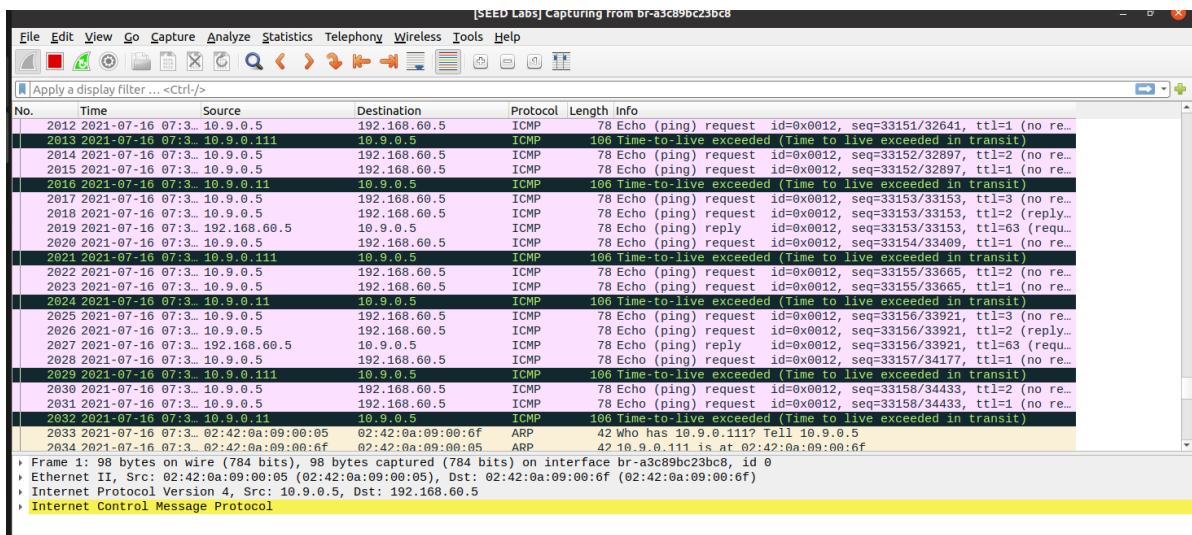 [SEED Labs] Capturing from br-a3c89bc23bc8
File Edit View Go Capture Analyze Statistics Telephony Wireless Tools Help
Apply a display filter … <Ctrl-/>
No. Time Source Destination Protocol Length Info
2012 2021-07-16 07:3… 10.9.0.5 192.168.60.5 ICMP 78 Echo (ping) request id=0x0012, seq=33151/32641, ttl=1 (no re…
2013 2021-07-16 07:3… 10.9.0.111 10.9.0.5 ICMP 106 Time-to-live exceeded (Time to live exceeded in transit)
2014 2021-07-16 07:3… 10.9.0.5 192.168.60.5 ICMP 78 Echo (ping) request id=0x0012, seq=33152/32897, ttl=2 (no re…
2015 2021-07-16 07:3… 10.9.0.5 192.168.60.5 ICMP 78 Echo (ping) request id=0x0012, seq=33152/32897, ttl=1 (no re…
2016 2021-07-16 07:3… 10.9.0.11 10.9.0.5 ICMP 106 Time-to-live exceeded (Time to live exceeded in transit)
2017 2021-07-16 07:3… 10.9.0.5 192.168.60.5 ICMP 78 Echo (ping) request id=0x0012, seq=33153/33153, ttl=3 (no re…
2018 2021-07-16 07:3… 10.9.0.5 192.168.60.5 ICMP 78 Echo (ping) request id=0x0012, seq=33153/33153, ttl=2 (reply…
2019 2021-07-16 07:3… 192.168.60.5 10.9.0.5 ICMP 78 Echo (ping) reply id=0x0012, seq=33153/33153, ttl=63 (requ…
2020 2021-07-16 07:3… 10.9.0.5 192.168.60.5 ICMP 78 Echo (ping) request id=0x0012, seq=33154/33409, ttl=1 (no re…
2021 2021-07-16 07:3… 10.9.0.111 10.9.0.5 ICMP 106 Time-to-live exceeded (Time to live exceeded in transit)
2022 2021-07-16 07:3… 10.9.0.5 192.168.60.5 ICMP 78 Echo (ping) request id=0x0012, seq=33155/33665, ttl=2 (no re…
2023 2021-07-16 07:3… 10.9.0.5 192.168.60.5 ICMP 78 Echo (ping) request id=0x0012, seq=33155/33665, ttl=1 (no re…
2024 2021-07-16 07:3… 10.9.0.11 10.9.0.5 ICMP 106 Time-to-live exceeded (Time to live exceeded in transit)
2025 2021-07-16 07:3… 10.9.0.5 192.168.60.5 ICMP 78 Echo (ping) request id=0x0012, seq=33156/33921, ttl=3 (no re…
2026 2021-07-16 07:3… 10.9.0.5 192.168.60.5 ICMP 78 Echo (ping) request id=0x0012, seq=33156/33921, ttl=2 (reply…
2027 2021-07-16 07:3… 192.168.60.5 10.9.0.5 ICMP 78 Echo (ping) reply id=0x0012, seq=33156/33921, ttl=63 (requ…
2028 2021-07-16 07:3… 10.9.0.5 192.168.60.5 ICMP 78 Echo (ping) request id=0x0012, seq=33157/34177, ttl=1 (no re…
2029 2021-07-16 07:3… 10.9.0.111 10.9.0.5 ICMP 106 Time-to-live exceeded (Time to live exceeded in transit)
2030 2021-07-16 07:3… 10.9.0.5 192.168.60.5 ICMP 78 Echo (ping) request id=0x0012, seq=33158/34433, ttl=2 (no re…
2031 2021-07-16 07:3… 10.9.0.5 192.168.60.5 ICMP 78 Echo (ping) request id=0x0012, seq=33158/34433, ttl=1 (no re…
2032 2021-07-16 07:3… 10.9.0.11 10.9.0.5 ICMP 106 Time-to-live exceeded (Time to live exceeded in transit)
2033 2021-07-16 07:3… 02:42:0a:09:00:05 02:42:0a:09:00:6f ARP 42 Who has 10.9.0.111? Tell 10.9.0.5
2034 2021-07-16 07:3… 02:42:0a:09:00:6f 02:42:0a:09:00:05 ARP 42 10.9.0.111 is at 02:42:0a:09:00:6f
Frame 1: 98 bytes on wire (784 bits), 98 bytes captured (784 bits) on interface br-a3c89bc23bc8, id 0
Ethernet II, Src: 02:42:0a:09:00:05 (02:42:0a:09:00:05), Dst: 02:42:0a:09:00:6f (02:42:0a:09:00:6f)
Internet Protocol Version 4, Src: 10.9.0.5, Dst: 192.168.60.5
Internet Control Message Protocol